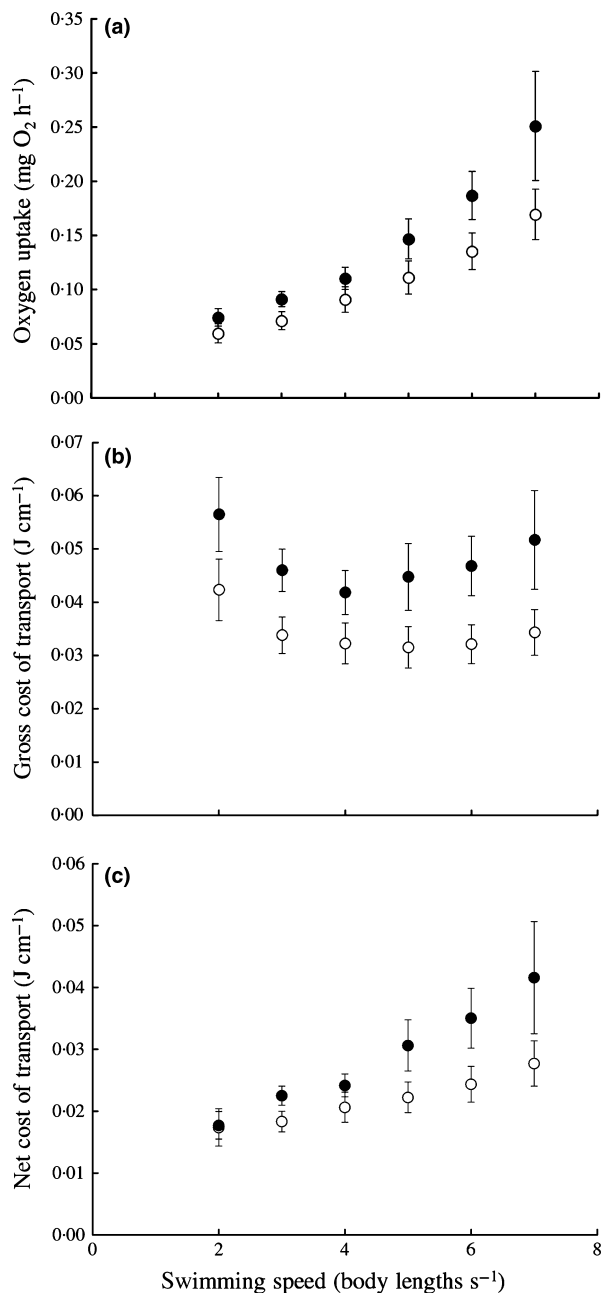 (a)
0·35
0·30
0·25
0·20
0·15
0·10
0·05
0·00
Oxygen uptake (mg O₂ h⁻¹)
(b)
0·07
0·06
0·05
0·04
0·03
0·02
0·01
0·00
Gross cost of transport (J cm⁻¹)
(c)
0·06
0·05
0·04
0·03
0·02
0·01
0·00
Net cost of transport (J cm⁻¹)
0 2 4 6 8
Swimming speed (body lengths s⁻¹)